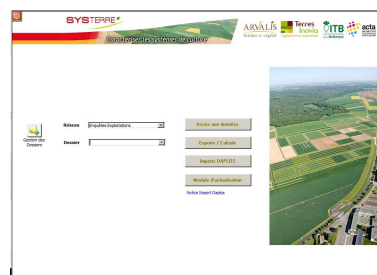 SYSTERRE
Caractériser les systèmes de culture
ARVALIS
Institut du végétal
Terres
Inovia
ITB
acta
Réseau
Enquêtes Exploitations
Dossier
Gestion des
Dossiers
Accès aux données
Exports / Calculs
Imports DAPLOS
Module d'actualisation
Notice Import Daplos